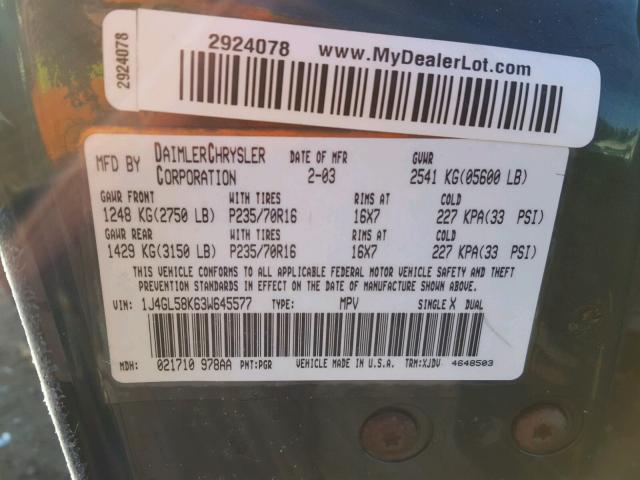 2924078
2924078 www.MyDealerLot.com
MFD BY DAIMLERCHRYSLER CORPORATION DATE OF MFR 2-03 GVWR 2541 KG(05600 LB)
GAWR FRONT WITH TIRES RIMS AT COLD
1248 KG(2750 LB) P235/70R16 16X7 227 KPA(33 PSI)
GAWR REAR WITH TIRES RIMS AT COLD
1429 KG(3150 LB) P235/70R16 16X7 227 KPA(33 PSI)
THIS VEHICLE CONFORMS TO ALL APPLICABLE FEDERAL MOTOR VEHICLE SAFETY AND THEFT
PREVENTION STANDARDS IN EFFECT ON THE DATE OF MANUFACTURE SHOWN ABOVE.
VIN: 1J4GL58K63W645577 TYPE: MPV SINGLE X DUAL
MDH: 021710 978AA PNT:PGR VEHICLE MADE IN U.S.A. TRM:XJDV 4648503